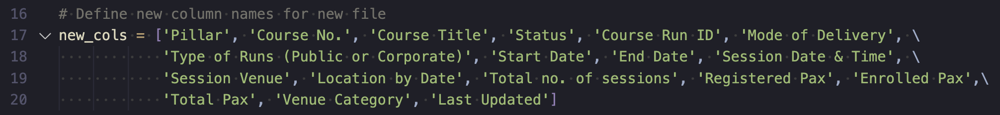 16 # Define new column names for new file
17 new_cols = ['Pillar', 'Course No.', 'Course Title', 'Status', 'Course Run ID', 'Mode of Delivery', \
18 'Type of Runs (Public or Corporate)', 'Start Date', 'End Date', 'Session Date & Time', \
19 'Session Venue', 'Location by Date', 'Total no. of sessions', 'Registered Pax', 'Enrolled Pax',\
20 'Total Pax', 'Venue Category', 'Last Updated']